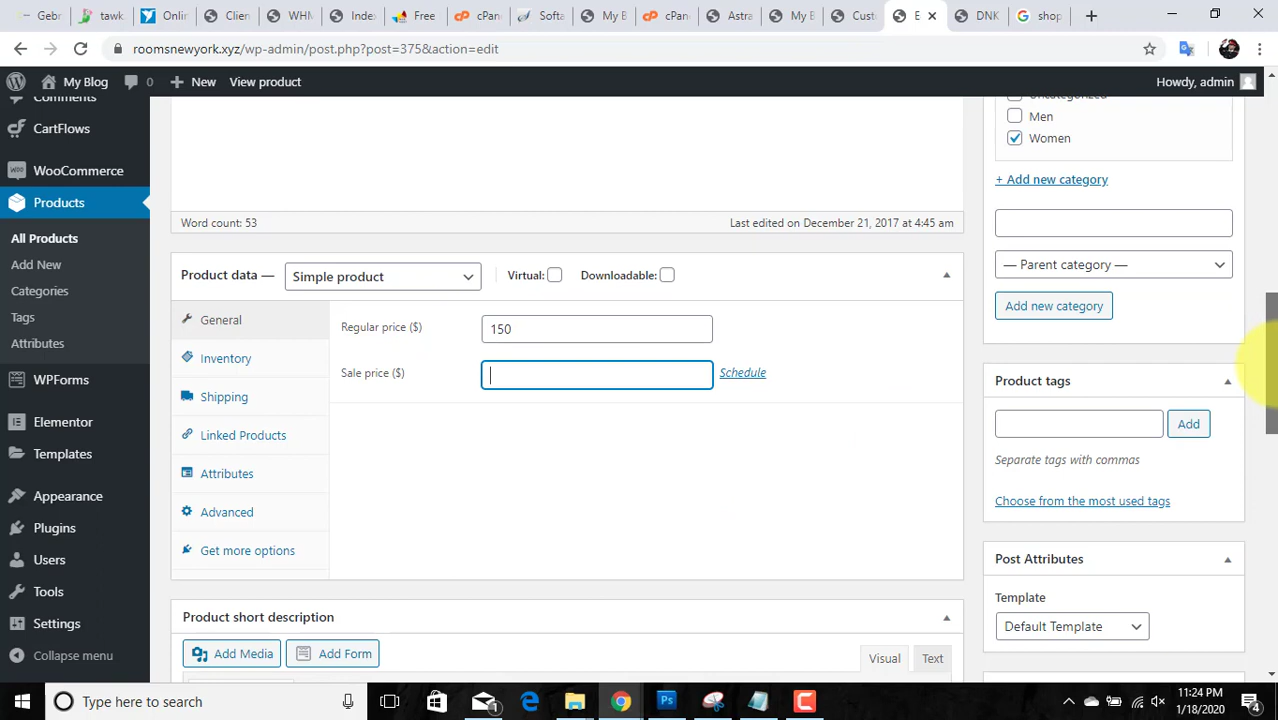 Gebr
tawk
Onlin
Clien
WHM
Index
Free
cPan
Softa
My B
cPan
Astra
My B
Cust
E
DNK
shop
roomsnewyork.xyz/wp-admin/post.php?post=375&action=edit
My Blog
0
New
View product
Howdy, admin
Comments
CartFlows
WooCommerce
Products
All Products
Add New
Categories
Tags
Attributes
WPForms
Elementor
Templates
Appearance
Plugins
Users
Tools
Settings
Collapse menu
Word count: 53
Last edited on December 21, 2017 at 4:45 am
Product data —
Simple product
Virtual:
Downloadable:
General
Inventory
Shipping
Linked Products
Attributes
Advanced
Get more options
Regular price ($)
150
Sale price ($)
Schedule
Product short description
Add Media
Add Form
Visual
Text
Uncategorized
Men
Women
+ Add new category
— Parent category —
Add new category
Product tags
Add
Separate tags with commas
Choose from the most used tags
Post Attributes
Template
Default Template
Type here to search
1
11:24 PM
1/18/2020
4